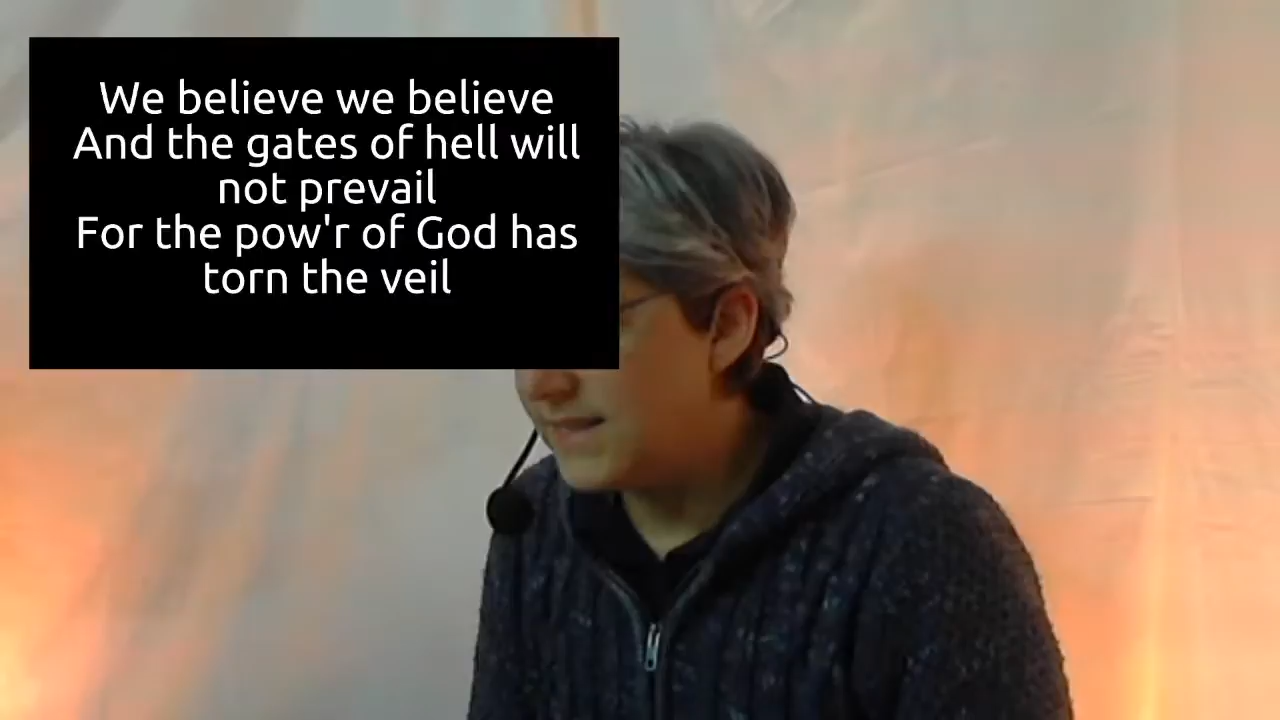 We believe we believe
And the gates of hell will
not prevail
For the pow'r of God has
torn the veil